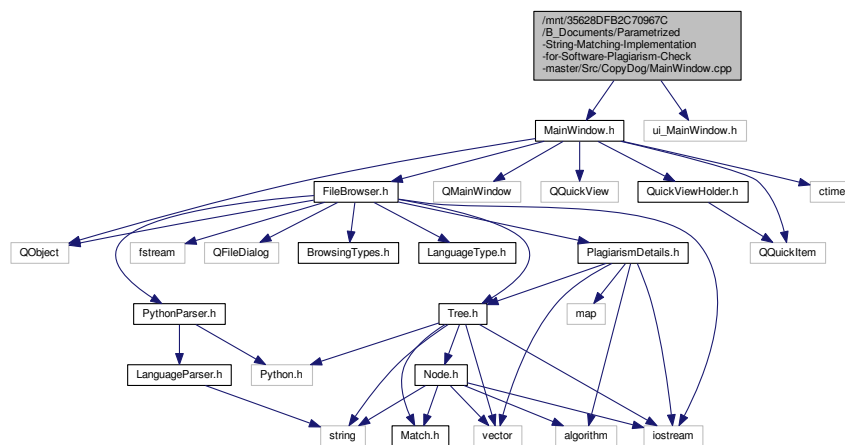 /mnt/35628DFB2C70967C
/B_Documents/Parametrized
-String-Matching-Implementation
-for-Software-Plagiarism-Check
-master/Src/CopyDog/MainWindow.cpp
MainWindow.h
ui_MainWindow.h
FileBrowser.h
QMainWindow
QQuickView
QuickViewHolder.h
ctime
QObject
fstream
QFileDialog
BrowsingTypes.h
LanguageType.h
PlagiarismDetails.h
QQuickItem
PythonParser.h
Tree.h
map
LanguageParser.h
Python.h
Node.h
string
Match.h
vector
algorithm
iostream